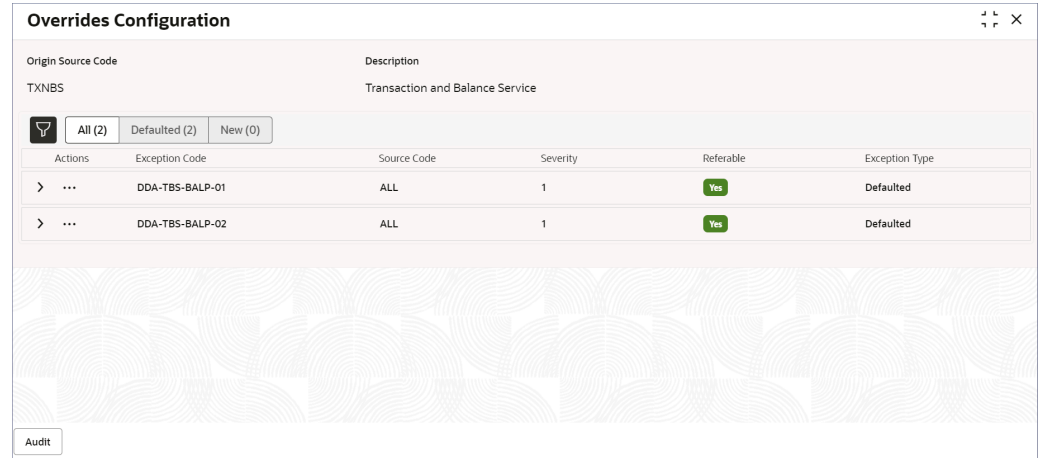 Overrides Configuration
Origin Source Code Description
TXNBS Transaction and Balance Service
All (2) Defaulted (2) New (0)
Actions Exception Code Source Code Severity Referable Exception Type
DDA-TBS-BALP-01 ALL 1 Yes Defaulted
DDA-TBS-BALP-02 ALL 1 Yes Defaulted
Audit